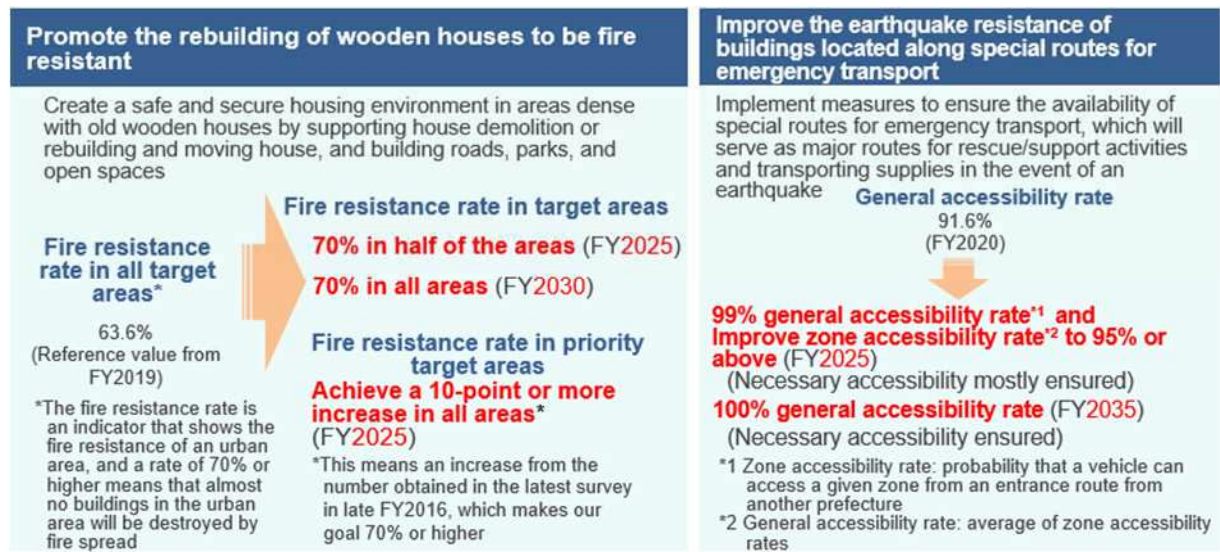 Promote the rebuilding of wooden houses to be fire
resistant
Create a safe and secure housing environment in areas dense
with old wooden houses by supporting house demolition or
rebuilding and moving house, and building roads, parks, and
open spaces
Fire resistance
rate in all target
areas*
63.6%
(Reference value from
FY2019)
*The fire resistance rate is
an indicator that shows the
fire resistance of an urban
area, and a rate of 70% or
higher means that almost
no buildings in the urban
area will be destroyed by
fire spread
Fire resistance rate in target areas
70% in half of the areas (FY2025)
70% in all areas (FY2030)
Fire resistance rate in priority
target areas
Achieve a 10-point or more
increase in all areas*
(FY2025)
*This means an increase from the
number obtained in the latest survey
in late FY2016, which makes our
goal 70% or higher
Improve the earthquake resistance of
buildings located along special routes for
emergency transport
Implement measures to ensure the availability of
special routes for emergency transport, which will
serve as major routes for rescue/support activities
and transporting supplies in the event of an
earthquake
General accessibility rate
91.6%
(FY2020)
99% general accessibility rate*1 and
Improve zone accessibility rate*2 to 95% or
above (FY2025)
(Necessary accessibility mostly ensured)
100% general accessibility rate (FY2035)
(Necessary accessibility ensured)
*1 Zone accessibility rate: probability that a vehicle can
access a given zone from an entrance route from
another prefecture
*2 General accessibility rate: average of zone accessibility
rates